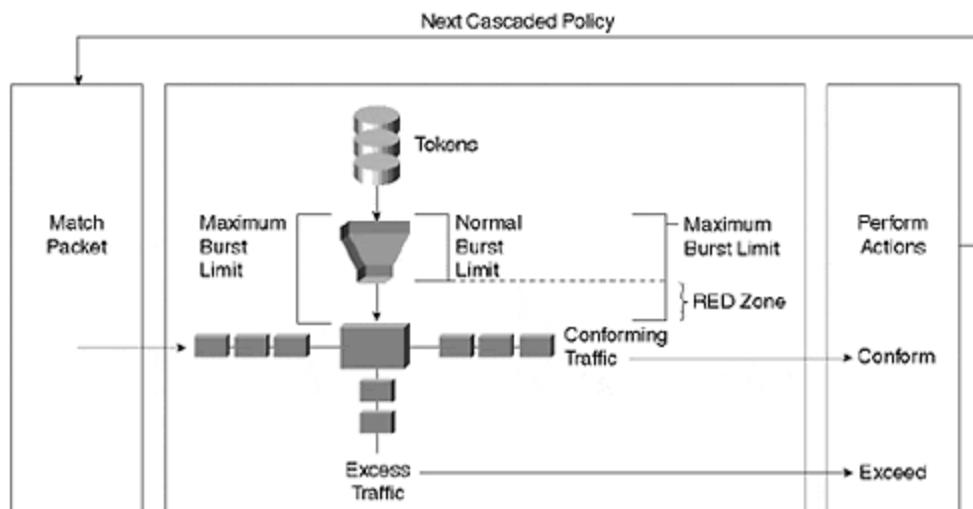 Next Cascaded Policy
Tokens
Match
Packet
Maximum
Burst
Limit
Normal
Burst
Limit
Maximum
Burst Limit
RED Zone
Perform
Actions
Conforming
Traffic
Conform
Excess
Traffic
Exceed